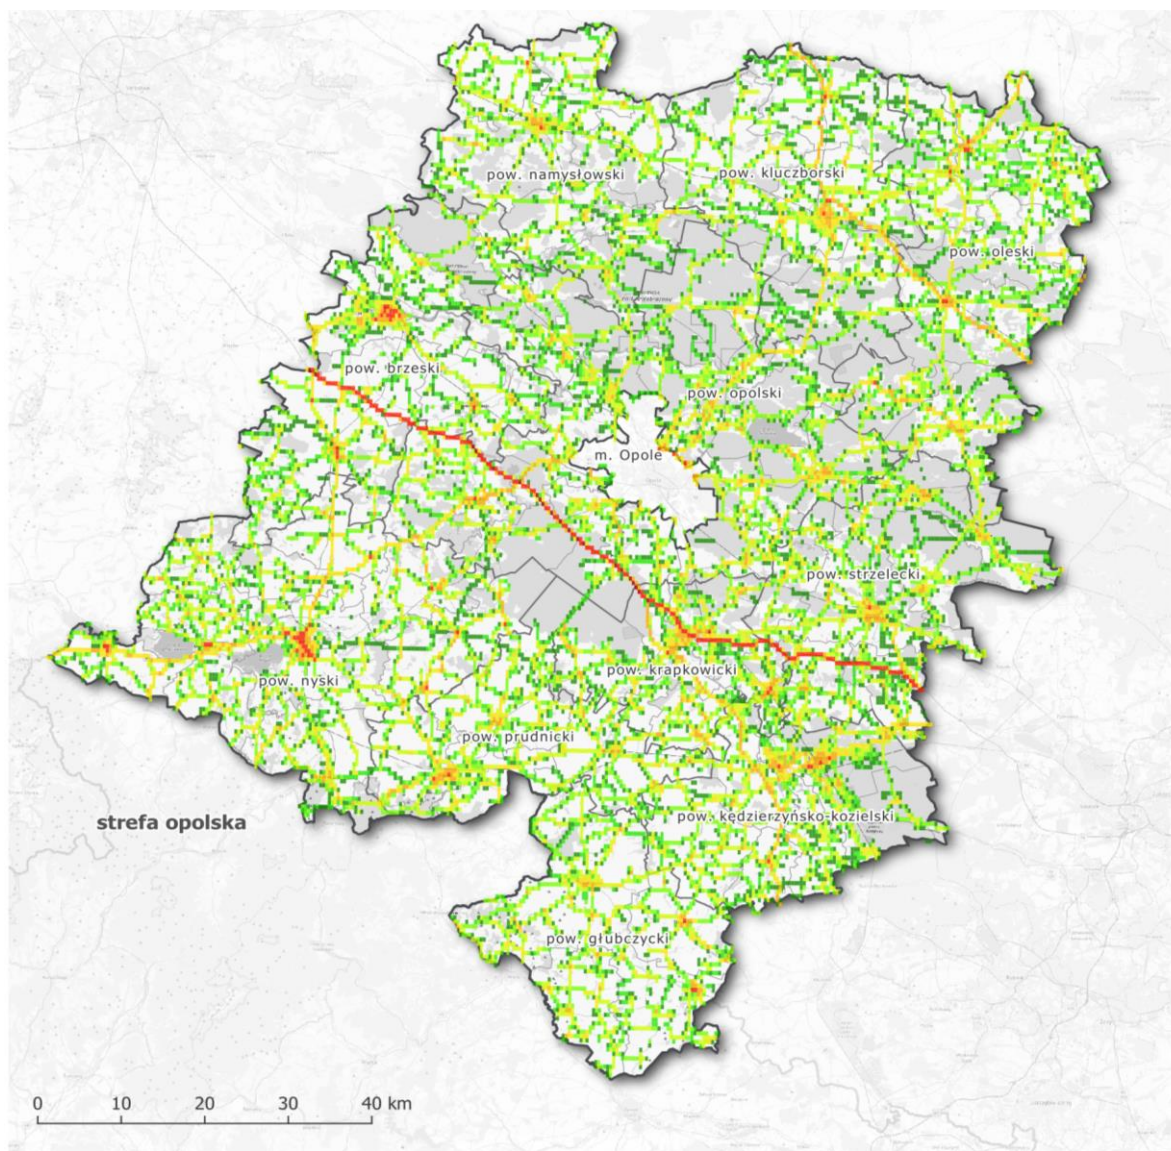 pow. namysłowski
pow. kluczborski
pow. oleski
pow. brzeski
pow. opolski
m. Opole
pow. strzelecki
pow. krapkowicki
pow. nyski
pow. prudnicki
strefa opolska
pow. kędzierzyńsko-kozielski
pow. głubczycki
0 10 20 30 40 km